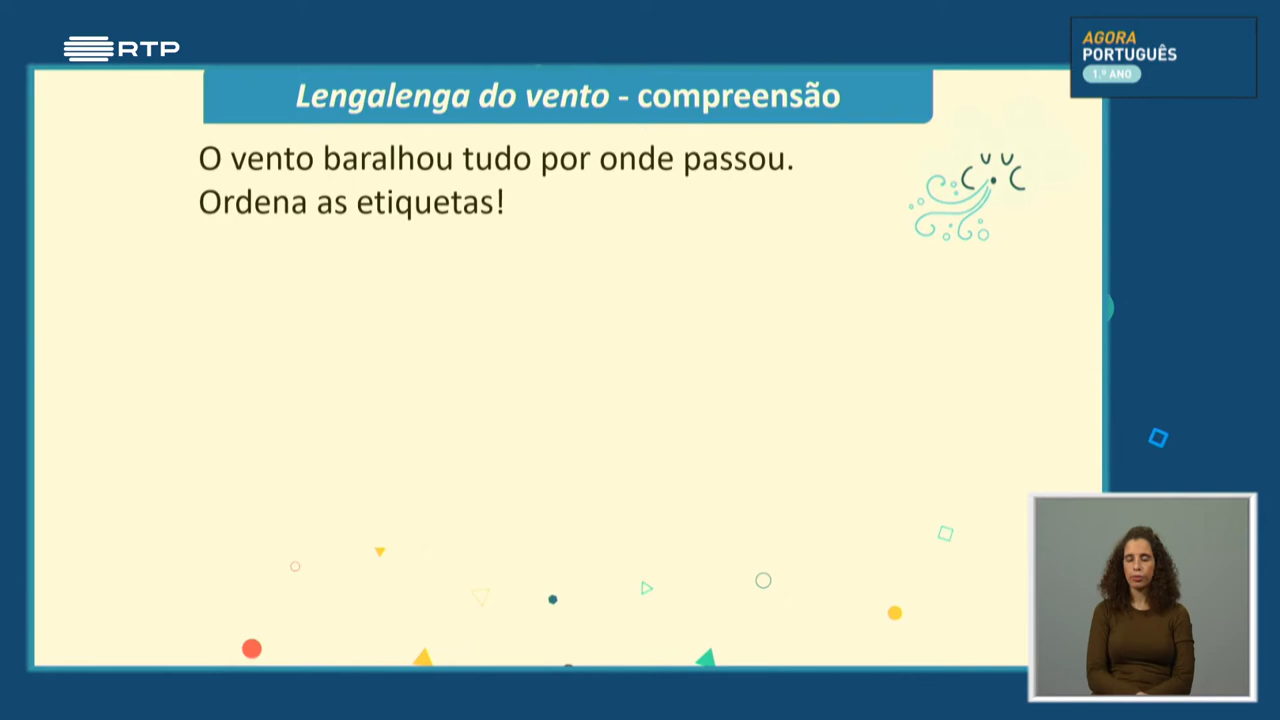 RTP
AGORA
PORTUGUÊS
1.º ANO
Lengalenga do vento - compreensão
O vento baralhou tudo por onde passou.
Ordena as etiquetas!